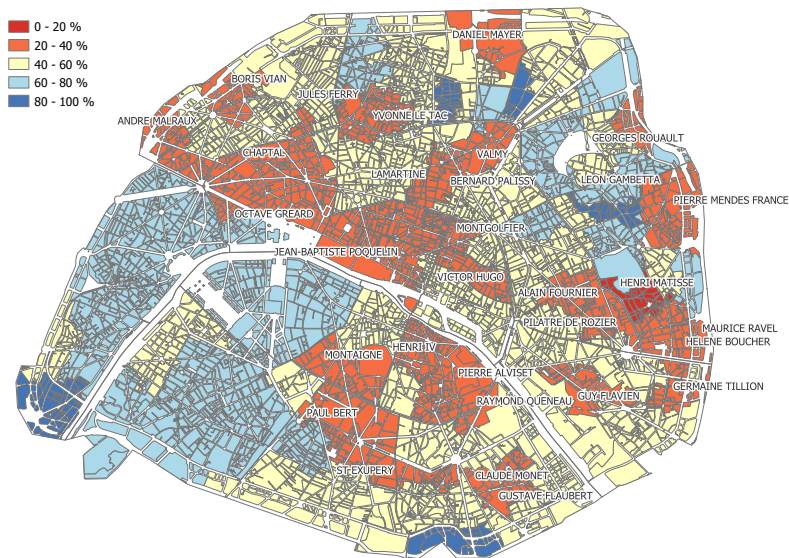 0 - 20 %
20 - 40 %
40 - 60 %
60 - 80 %
80 - 100 %
DANIEL MAYER
BORIS VIAN
JULES FERRY
YVONNE LE TAC
ANDRE MALRAUX
GEORGES ROUAULT
CHAPTAL
VALMY
LAMARTINE
BERNARD PALISSY
LEON GAMBETTA
PIERRE MENDES FRANCE
OCTAVE GREARD
MONTGOLFIER
JEAN-BAPTISTE POQUELIN
VICTOR HUGO
HENRI MATISSE
ALAIN FOURNIER
PILATRE DE ROZIER
MAURICE RAVEL
HELENE BOUCHER
HENRI IV
MONTAIGNE
PIERRE ALVISET
GERMAINE TILLION
GUY FLAVIEN
RAYMOND QUENEAU
PAUL BERT
ST EXUPERY
CLAUDE MONET
GUSTAVE FLAUBERT